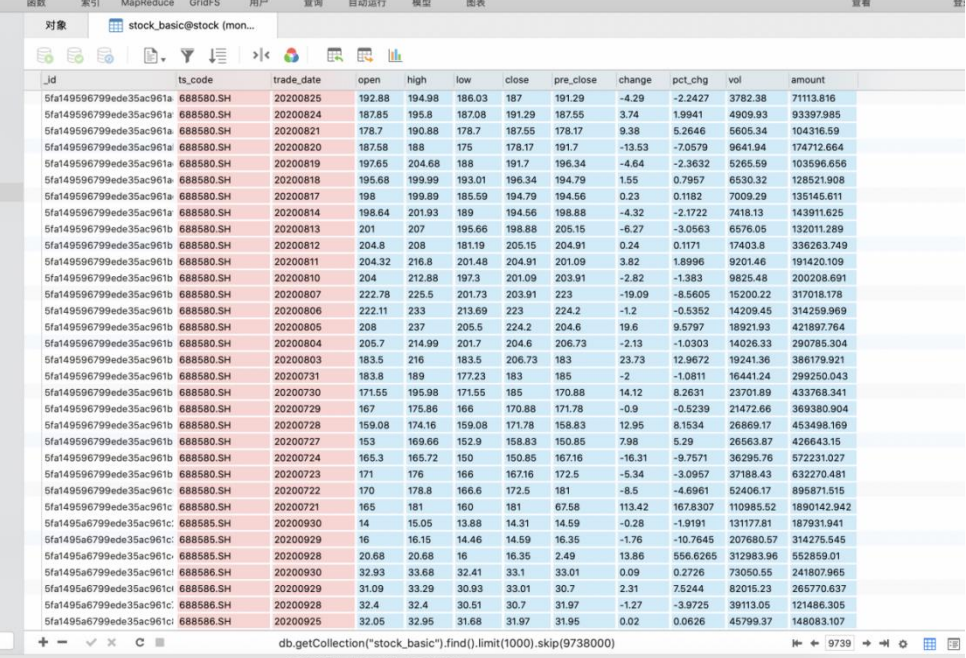 函数 索引 MapReduce GridFS 用户 查询 自动运行 模型 图表 查看
对象 stock_basic@stock (mon...
_id ts_code trade_date open high low close pre_close change pct_chg vol amount
5fa149596799ede35ac961a 688580.SH 20200825 192.88 194.98 186.03 187 191.29 -4.29 -2.2427 3782.38 71113.816
5fa149596799ede35ac961a 688580.SH 20200824 187.85 195.8 187.08 191.29 187.55 3.74 1.9941 4909.93 93397.985
5fa149596799ede35ac961a 688580.SH 20200821 178.7 190.88 178.7 187.55 178.17 9.38 5.2646 5605.34 104316.59
5fa149596799ede35ac961a 688580.SH 20200820 187.58 188 175 178.17 191.7 -13.53 -7.0579 9641.94 174712.664
5fa149596799ede35ac961a 688580.SH 20200819 197.65 204.68 188 191.7 196.34 -4.64 -2.3632 5265.59 103596.656
5fa149596799ede35ac961a 688580.SH 20200818 195.68 199.99 193.01 196.34 194.79 1.55 0.7957 6530.32 128521.908
5fa149596799ede35ac961a 688580.SH 20200817 198 199.89 185.59 194.79 194.56 0.23 0.1182 7009.29 135145.611
5fa149596799ede35ac961a 688580.SH 20200814 198.64 201.93 189 194.56 198.88 -4.32 -2.1722 7418.13 143911.625
5fa149596799ede35ac961b 688580.SH 20200813 201 207 195.66 198.88 205.15 -6.27 -3.0563 6576.05 132011.289
5fa149596799ede35ac961b 688580.SH 20200812 204.8 208 181.19 205.15 204.91 0.24 0.1171 17403.8 336263.749
5fa149596799ede35ac961b 688580.SH 20200811 204.32 216.8 201.48 204.91 201.09 3.82 1.8996 9201.46 191420.109
5fa149596799ede35ac961b 688580.SH 20200810 204 212.88 197.3 201.09 203.91 -2.82 -1.383 9825.48 200208.691
5fa149596799ede35ac961b 688580.SH 20200807 222.78 225.5 201.73 203.91 223 -19.09 -8.5605 15200.22 317018.178
5fa149596799ede35ac961b 688580.SH 20200806 222.11 233 213.69 223 224.2 -1.2 -0.5352 14209.45 314259.969
5fa149596799ede35ac961b 688580.SH 20200805 208 237 205.5 224.2 204.6 19.6 9.5797 18921.93 421897.764
5fa149596799ede35ac961b 688580.SH 20200804 205.7 214.99 201.7 204.6 206.73 -2.13 -1.0303 14026.33 290785.304
5fa149596799ede35ac961b 688580.SH 20200803 183.5 216 183.5 206.73 183 23.73 12.9672 19241.36 386179.921
5fa149596799ede35ac961b 688580.SH 20200731 183.8 189 177.23 183 185 -2 -1.0811 16441.24 299250.043
5fa149596799ede35ac961b 688580.SH 20200730 171.55 195.98 171.55 185 170.88 14.12 8.2631 23701.89 433768.341
5fa149596799ede35ac961b 688580.SH 20200729 167 175.86 166 170.88 171.78 -0.9 -0.5239 21472.66 369380.904
5fa149596799ede35ac961b 688580.SH 20200728 159.08 174.16 159.08 171.78 158.83 12.95 8.1534 26869.17 453498.169
5fa149596799ede35ac961b 688580.SH 20200727 153 169.66 152.9 158.83 150.85 7.98 5.29 26563.87 426643.15
5fa149596799ede35ac961b 688580.SH 20200724 165.3 165.72 150 150.85 167.16 -16.31 -9.7571 36295.76 572231.027
5fa149596799ede35ac961b 688580.SH 20200723 171 176 166 167.16 172.5 -5.34 -3.0957 37188.43 632270.481
5fa149596799ede35ac961c 688580.SH 20200722 170 178.8 166.6 172.5 181 -8.5 -4.6961 52406.17 895871.515
5fa149596799ede35ac961c 688580.SH 20200721 165 181 160 181 67.58 113.42 167.8307 110985.52 1890142.942
5fa1495a6799ede35ac961c 688585.SH 20200930 14 15.05 13.88 14.31 14.59 -0.28 -1.9191 131177.81 187931.941
5fa1495a6799ede35ac961c 688585.SH 20200929 16 16.15 14.46 14.59 16.35 -1.76 -10.7645 207680.57 314275.545
5fa1495a6799ede35ac961c 688585.SH 20200928 20.68 20.68 16 16.35 2.49 13.86 556.6265 312983.96 552859.01
5fa1495a6799ede35ac961c 688586.SH 20200930 32.93 33.68 32.41 33.1 33.01 0.09 0.2726 73050.55 241807.965
5fa1495a6799ede35ac961c 688586.SH 20200929 31.09 33.29 30.93 33.01 30.7 2.31 7.5244 82015.23 265770.637
5fa1495a6799ede35ac961c 688586.SH 20200928 32.4 32.4 30.51 30.7 31.97 -1.27 -3.9725 39113.05 121486.305
5fa1495a6799ede35ac961c 688586.SH 20200925 32.05 32.95 31.68 31.97 31.95 0.02 0.0626 45799.37 148083.107
db.getCollection("stock_basic").find().limit(1000).skip(9738000) 9739